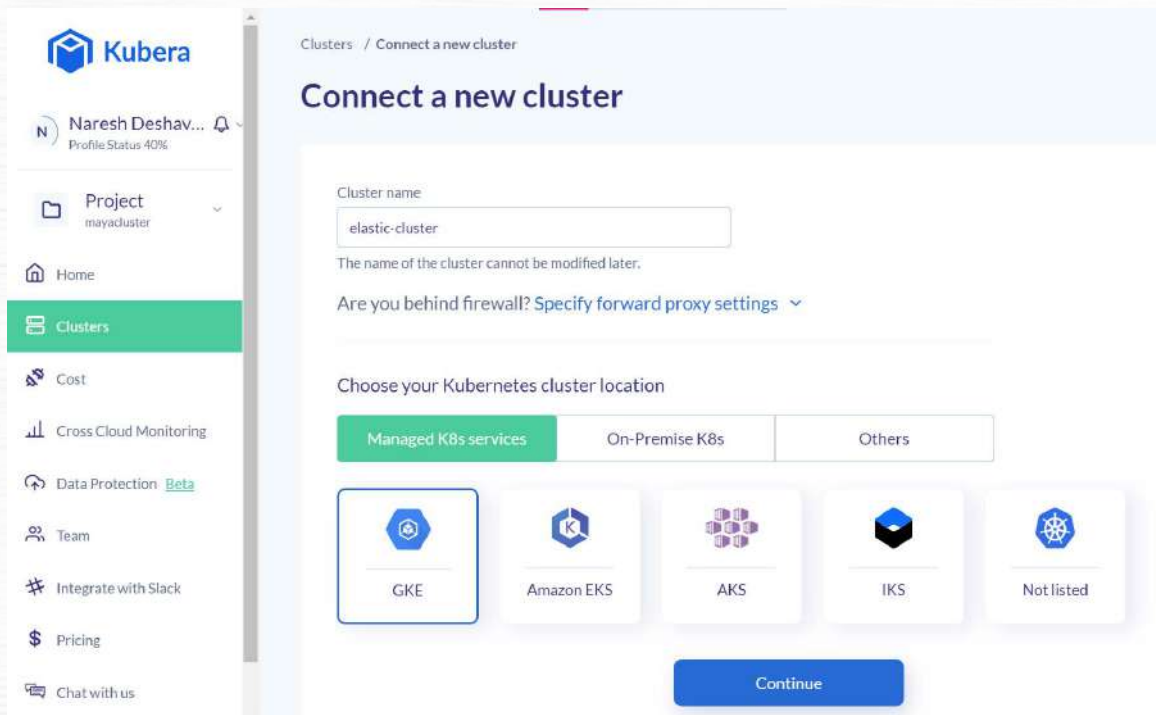 Kubera
N
Naresh Deshav...
Profile Status 40%
Project
mayacluster
Home
Clusters
Cost
Cross Cloud Monitoring
Data Protection Beta
Team
Integrate with Slack
$ Pricing
Chat with us
Clusters / Connect a new cluster
Connect a new cluster
Cluster name
elastic-cluster
The name of the cluster cannot be modified later.
Are you behind firewall? Specify forward proxy settings
Choose your Kubernetes cluster location
Managed K8s services On-Premise K8s Others
K
GKE Amazon EKS AKS IKS Not listed
Continue